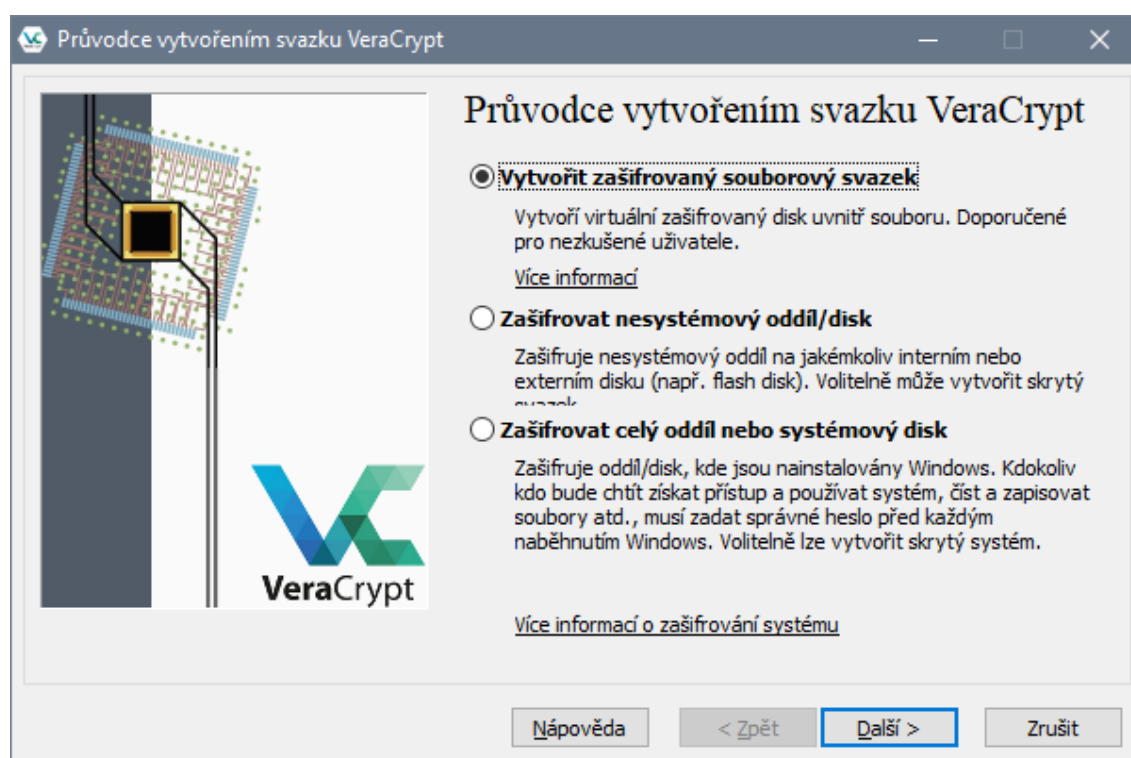 Průvodce vytvořením svazku VeraCrypt
Průvodce vytvořením svazku VeraCrypt
Vytvořit zašifrovaný souborový svazek
Vytvoří virtuální zašifrovaný disk uvnitř souboru. Doporučené
pro nezkušené uživatele.
Více informací
Zašifrovat nesystémový oddíl/disk
Zašifruje nesystémový oddíl na jakémkoliv interním nebo
externím disku (např. flash disk). Volitelně může vytvořit skrytý
Zašifrovat celý oddíl nebo systémový disk
Zašifruje oddíl/disk, kde jsou nainstalovány Windows. Kdokoliv
kdo bude chtít získat přístup a používat systém, číst a zapisovat
soubory atd., musí zadat správné heslo před každým
naběhnutím Windows. Volitelně lze vytvořit skrytý systém.
VeraCrypt
Více informací o zašifrování systému
Nápověda
< Zpět
Další >
Zrušit